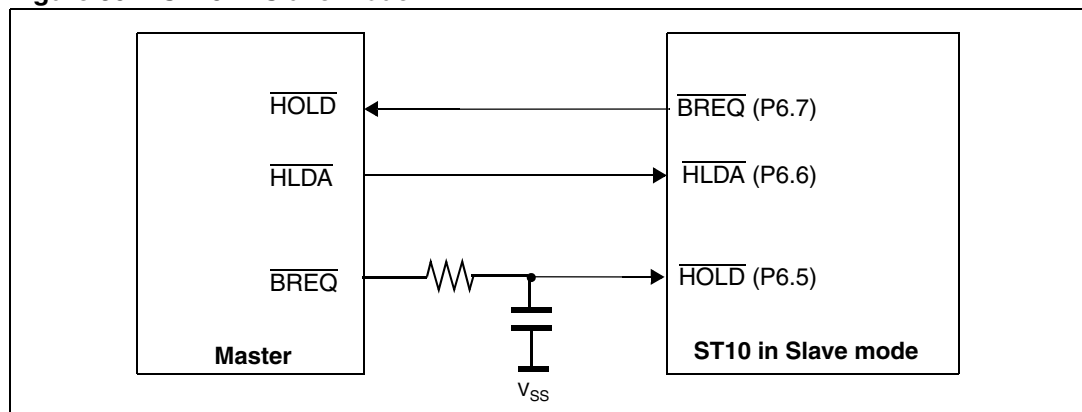 HOLD
BREQ (P6.7)
HLDA
HLDA (P6.6)
BREQ
HOLD (P6.5)
Master
ST10 in Slave mode
VSS